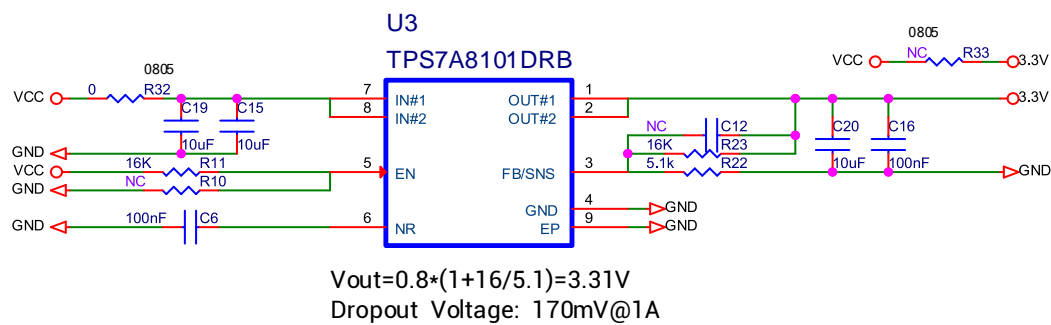 U3
TPS7A8101DRB
0805
NC R33
VCC 3.3V
0805
VCC 0 R32 7 IN#1 OUT#1 1 3.3V
8 IN#2 OUT#2 2
C19 C15
10uF 10uF
NC C12
C20 C16
GND
16K R23
10uF 100nF
VCC 16K R11 5 EN FB/SNS 3 5.1k R22 GND
GND NC R10
GND 4 GND
GND 100nF C6 6 NR EP 9 GND
Vout=0.8*(1+16/5.1)=3.31V
Dropout Voltage: 170mV@1A